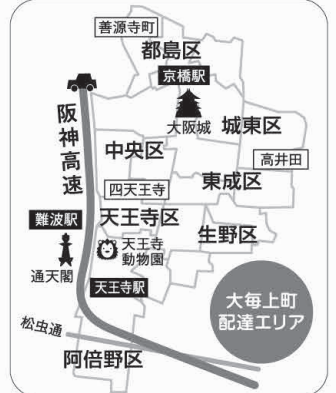 善源寺町
都島区
京橋駅
大阪城
城東区
阪神高速
中央区
高井田
東成区
四天王寺
難波駅
天王寺区
生野区
天王寺
動物園
通天閣
天王寺駅
大毎上町
配達エリア
松虫通
阿倍野区